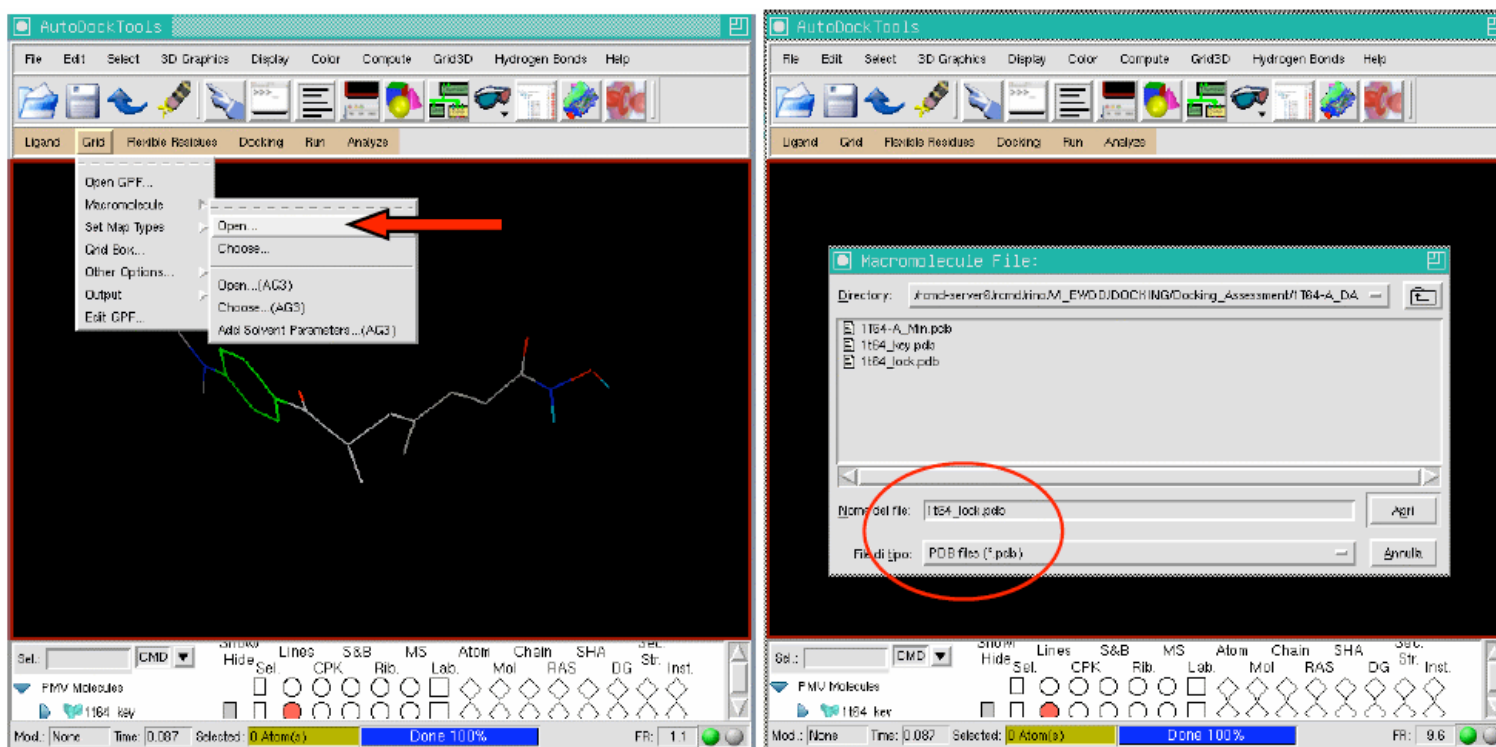 AutoDockTools
File Edit Select 3D Graphics Display Color Compute Grid3D Hydrogen Bonds Help
Ligand Grid Flexible Residues Docking Run Analyze
Open GPF...
Macromolecule
Set Map Types
Grid Box...
Other Options...
Output
Edit GPF...
Open...
Choose...
Open...(AG3)
Choose...(AG3)
Add Solvent Parameters...(AG3)
Sel.: CMD
Hide Sel. Lines CPK S&B Rib. MS Lab. Atom Mol Chain RAS SHA DG Str. Inst.
PMV Molecules
1t64_key
Mod.: None Time: 0.087 Selected: 0 Atom(s) Done 100% FR: 1.1
AutoDockTools
File Edit Select 3D Graphics Display Color Compute Grid3D Hydrogen Bonds Help
Ligand Grid Flexible Residues Docking Run Analyze
Macromolecule File:
Directory:
1T64-A_Min.pdb
1t64_key.pdb
1t64_lock.pdb
Nome del file: 1t64_lock.pdb Apri
File di tipo: PDB files (*.pdb) Annulla
Sel.: CMD
Hide Sel. Lines CPK S&B Rib. MS Lab. Atom Mol Chain RAS SHA DG Str. Inst.
PMV Molecules
1t64_key
Mod.: None Time: 0.087 Selected: 0 Atom(s) Done 100% FR: 9.6